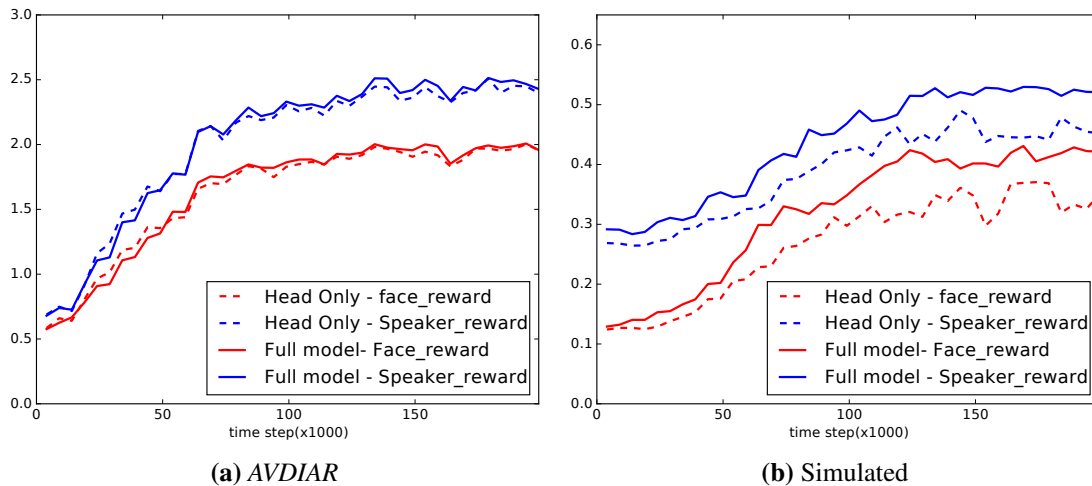 3.0
2.5
2.0
1.5
1.0
0.5
0.0
0 50 100 150
time step(x1000)
Head Only - face_reward
Head Only - Speaker_reward
Full model- Face_reward
Full model - Speaker_reward
(a) AVDIAR
0.6
0.5
0.4
0.3
0.2
0.1
0.0
0 50 100 150
time step(x1000)
Head Only - face_reward
Head Only - Speaker_reward
Full model- Face_reward
Full model - Speaker_reward
(b) Simulated